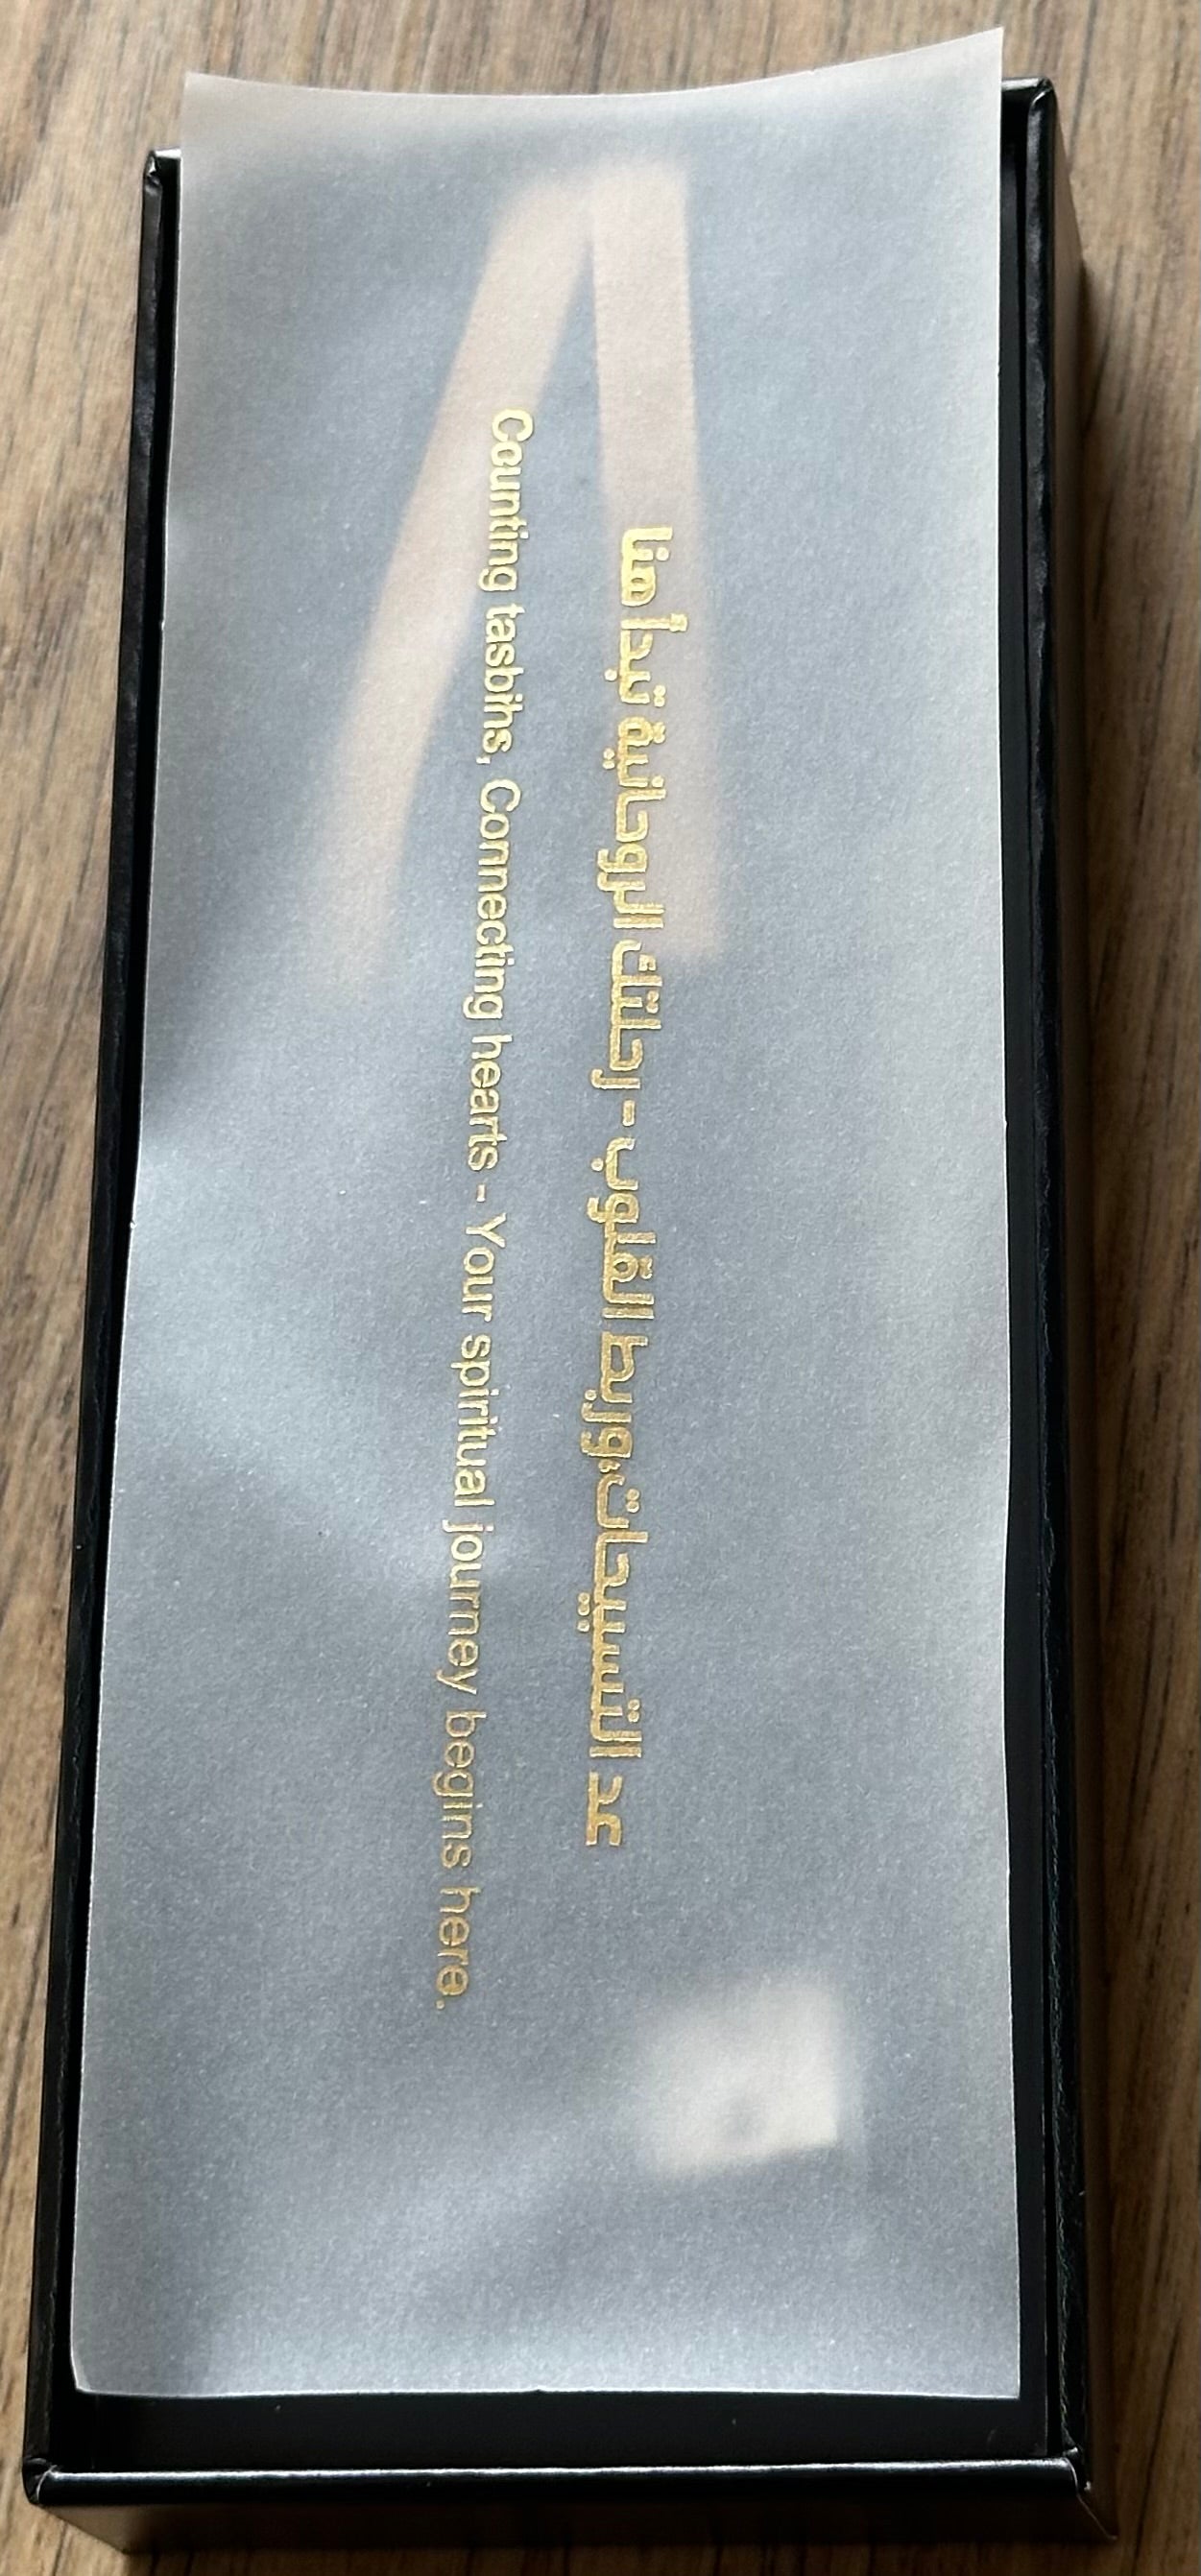 عد التسبيحات,وربط القلوب - رحلتك الروحانية تبدأ هنا
Counting tasbihs, Connecting hearts - Your spiritual journey begins here.